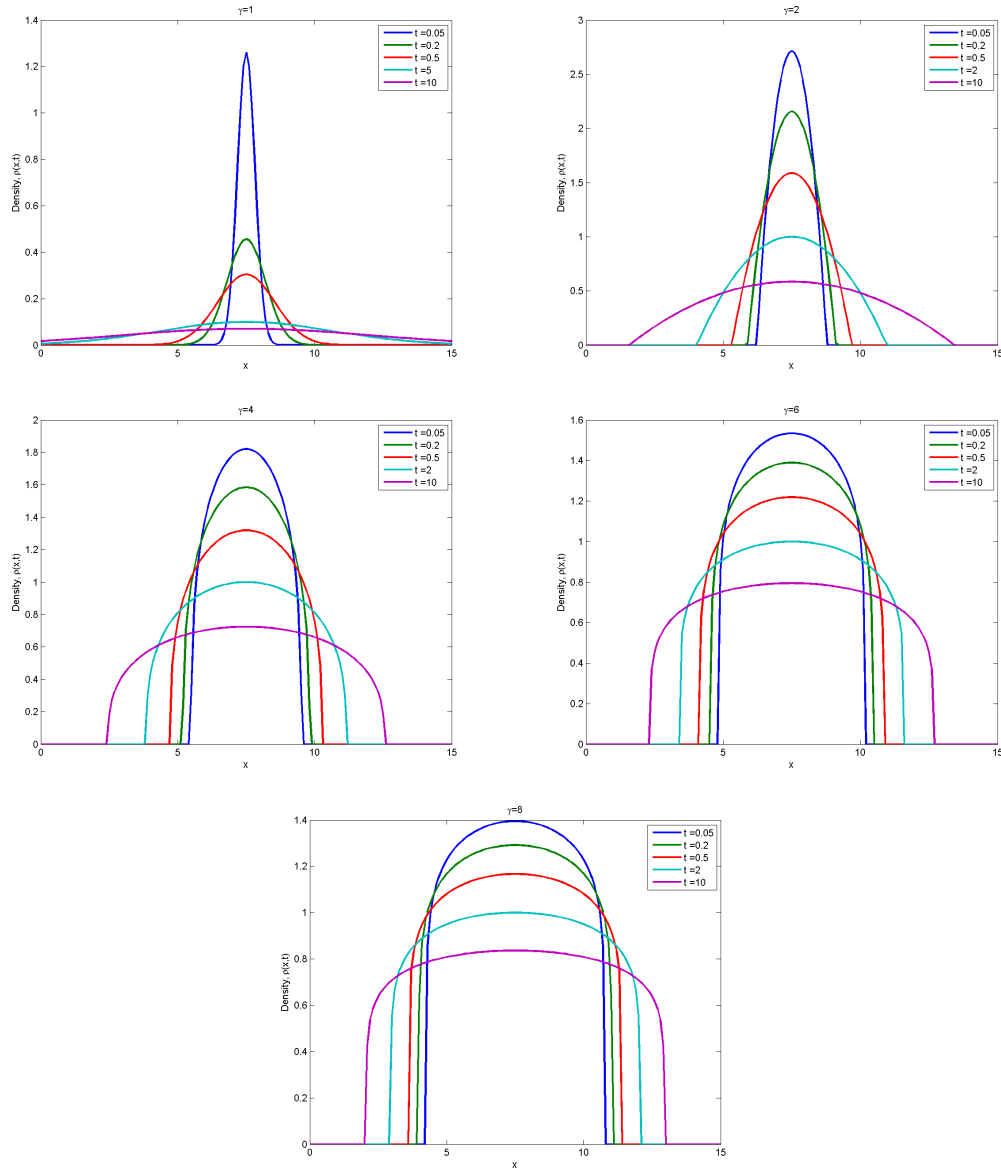 γ=1
1.4
1.2
1
0.8
0.6
0.4
0.2
0
Density, ρ(x,t)
0
5
10
15
x
t =0.05
t =0.2
t =0.5
t =5
t =10
γ=2
3
2.5
2
1.5
1
0.5
0
Density, ρ(x,t)
0
5
10
15
x
t =0.05
t =0.2
t =0.5
t =2
t =10
γ=4
2
1.8
1.6
1.4
1.2
1
0.8
0.6
0.4
0.2
0
Density, ρ(x,t)
0
5
10
15
x
t =0.05
t =0.2
t =0.5
t =2
t =10
γ=6
1.6
1.4
1.2
1
0.8
0.6
0.4
0.2
0
Density, ρ(x,t)
0
5
10
15
x
t =0.05
t =0.2
t =0.5
t =2
t =10
γ=8
1.4
1.2
1
0.8
0.6
0.4
0.2
0
Density, ρ(x,t)
0
5
10
15
x
t =0.05
t =0.2
t =0.5
t =2
t =10